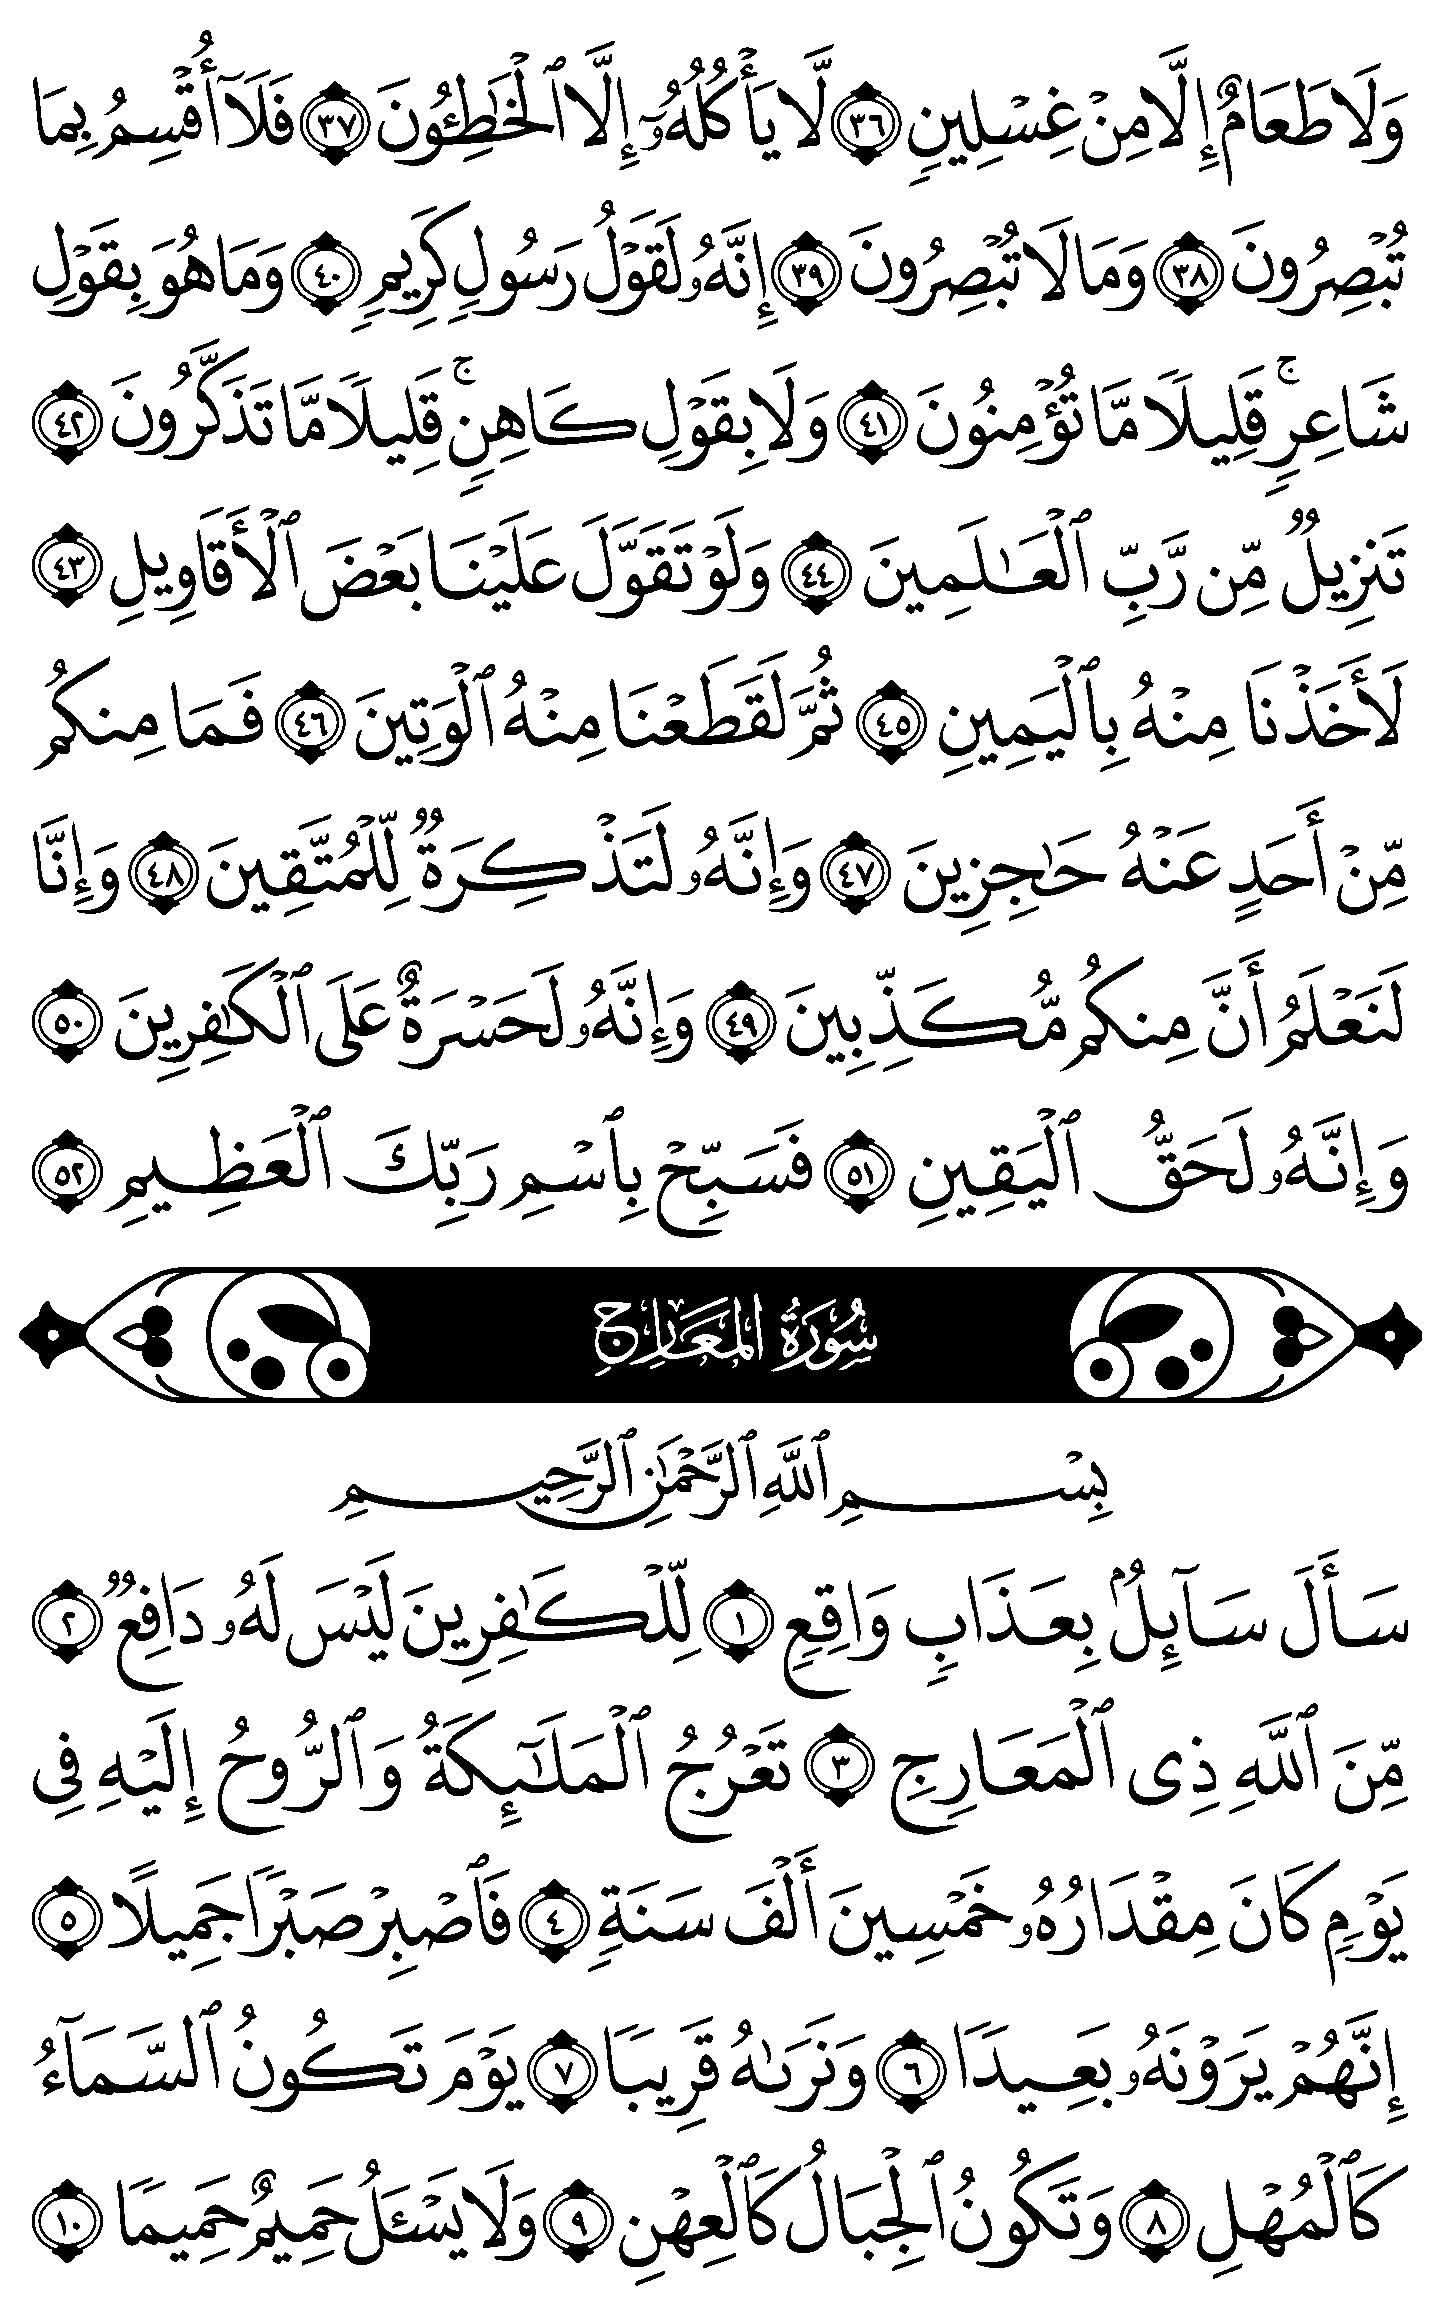 وَلَا طَعَامٌ إِلَّا مِنْ غِسْلِينٍ ٣٦ لَّا يَأْكُلُهُۥٓ إِلَّا ٱلْخَٰطِـُٔونَ ٣٧ فَلَآ أُقْسِمُ بِمَا
تُبْصِرُونَ ٣٨ وَمَا لَا تُبْصِرُونَ ٣٩ إِنَّهُۥ لَقَوْلُ رَسُولٍ كَرِيمٍ ٤٠ وَمَا هُوَ بِقَوْلِ
شَاعِرٍ ۚ قَلِيلًا مَّا تُؤْمِنُونَ ٤١ وَلَا بِقَوْلِ كَاهِنٍ ۚ قَلِيلًا مَّا تَذَكَّرُونَ ٤٢
تَنزِيلٌ مِّن رَّبِّ ٱلْعَٰلَمِينَ ٤٤ وَلَوْ تَقَوَّلَ عَلَيْنَا بَعْضَ ٱلْأَقَاوِيلِ ٤٣
لَأَخَذْنَا مِنْهُ بِٱلْيَمِينِ ٤٥ ثُمَّ لَقَطَعْنَا مِنْهُ ٱلْوَتِينَ ٤٦ فَمَا مِنكُم
مِّنْ أَحَدٍ عَنْهُ حَٰجِزِينَ ٤٧ وَإِنَّهُۥ لَتَذْكِرَةٌ لِّلْمُتَّقِينَ ٤٨ وَإِنَّا
لَنَعْلَمُ أَنَّ مِنكُم مُّكَذِّبِينَ ٤٩ وَإِنَّهُۥ لَحَسْرَةٌ عَلَى ٱلْكَٰفِرِينَ ٥٠
وَإِنَّهُۥ لَحَقُّ ٱلْيَقِينِ ٥١ فَسَبِّحْ بِٱسْمِ رَبِّكَ ٱلْعَظِيمِ ٥٢
سُورَةُ المَعَارِجِ
بِسْمِ ٱللَّهِ ٱلرَّحْمَٰنِ ٱلرَّحِيمِ
سَأَلَ سَآئِلٌۢ بِعَذَابٍ وَاقِعٍ ١ لِّلْكَٰفِرِينَ لَيْسَ لَهُۥ دَافِعٌ ٢
مِّنَ ٱللَّهِ ذِى ٱلْمَعَارِجِ ٣ تَعْرُجُ ٱلْمَلَٰٓئِكَةُ وَٱلرُّوحُ إِلَيْهِ فِى
يَوْمٍ كَانَ مِقْدَارُهُۥ خَمْسِينَ أَلْفَ سَنَةٍ ٤ فَٱصْبِرْ صَبْرًا جَمِيلًا ٥
إِنَّهُمْ يَرَوْنَهُۥ بَعِيدًا ٦ وَنَرَىٰهُ قَرِيبًا ٧ يَوْمَ تَكُونُ ٱلسَّمَآءُ
كَٱلْمُهْلِ ٨ وَتَكُونُ ٱلْجِبَالُ كَٱلْعِهْنِ ٩ وَلَا يَسْـَٔلُ حَمِيمٌ حَمِيمًا ١٠